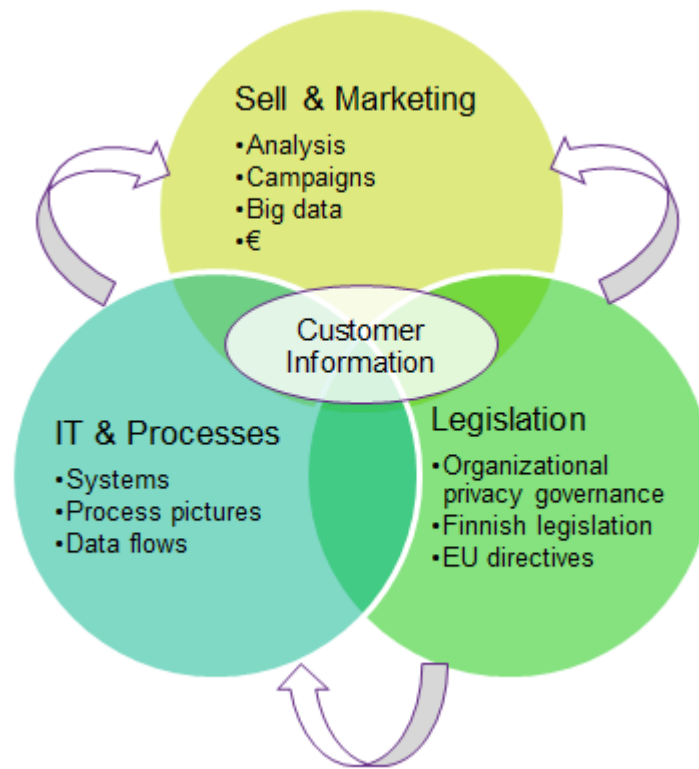 Sell & Marketing
•Analysis
•Campaigns
•Big data
•€
Customer
Information
IT & Processes
•Systems
•Process pictures
•Data flows
Legislation
•Organizational
privacy governance
•Finnish legislation
•EU directives